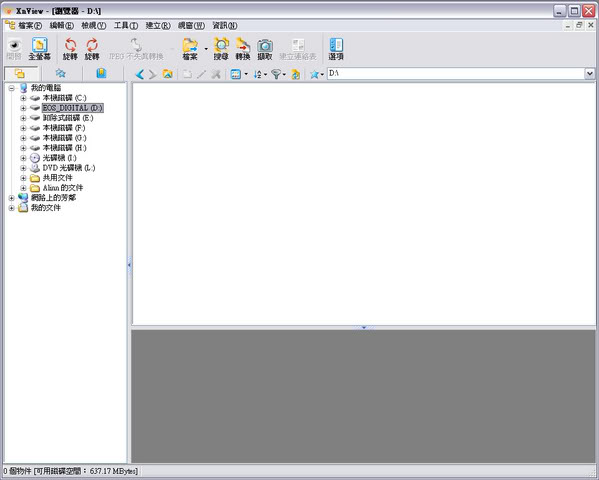 XnView - [瀏覽器 - D:\]
檔案(F) 編輯(E) 檢視(V) 工具(I) 建立(R) 視窗(W) 資訊(N)
開啟 全螢幕 旋轉 旋轉 JPEG 不失真轉換 檔案 搜尋 轉換 擷取 建立連絡表 選項
D:\
我的電腦
本機磁碟 (C:)
EOS_DIGITAL (D:)
卸除式磁碟 (E:)
本機磁碟 (F:)
本機磁碟 (G:)
本機磁碟 (H:)
光碟機 (I:)
DVD 光碟機 (L:)
共用文件
Alinn 的文件
網路上的芳鄰
我的文件
0 個物件 [可用磁碟空間： 637.17 MBytes]